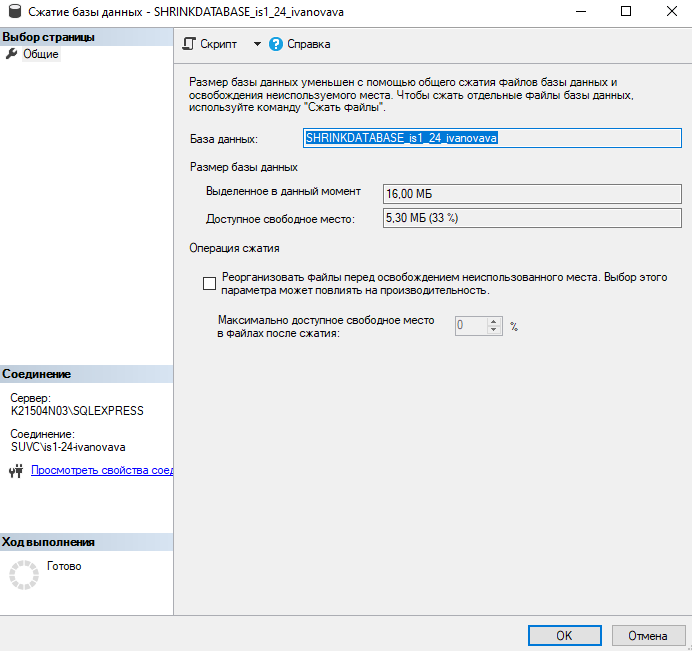 Сжатие базы данных - SHRINKDATABASE_is1_24_ivanovava
Выбор страницы
Общие
Скрипт
Справка
Размер базы данных уменьшен с помощью общего сжатия файлов базы данных и
освобождения неиспользуемого места. Чтобы сжать отдельные файлы базы данных,
используйте команду "Сжать файлы".
База данных:
SHRINKDATABASE_is1_24_ivanovava
Размер базы данных
Выделенное в данный момент
16,00 МБ
Доступное свободное место:
5,30 МБ (33 %)
Операция сжатия
Реорганизовать файлы перед освобождением неиспользованного места. Выбор этого
параметра может повлиять на производительность.
Максимально доступное свободное место
в файлах после сжатия:
0
%
Соединение
Сервер:
K21504N03\SQLEXPRESS
Соединение:
SUVC\is1-24-ivanovava
Просмотреть свойства соед
Ход выполнения
Готово
OK
Отмена